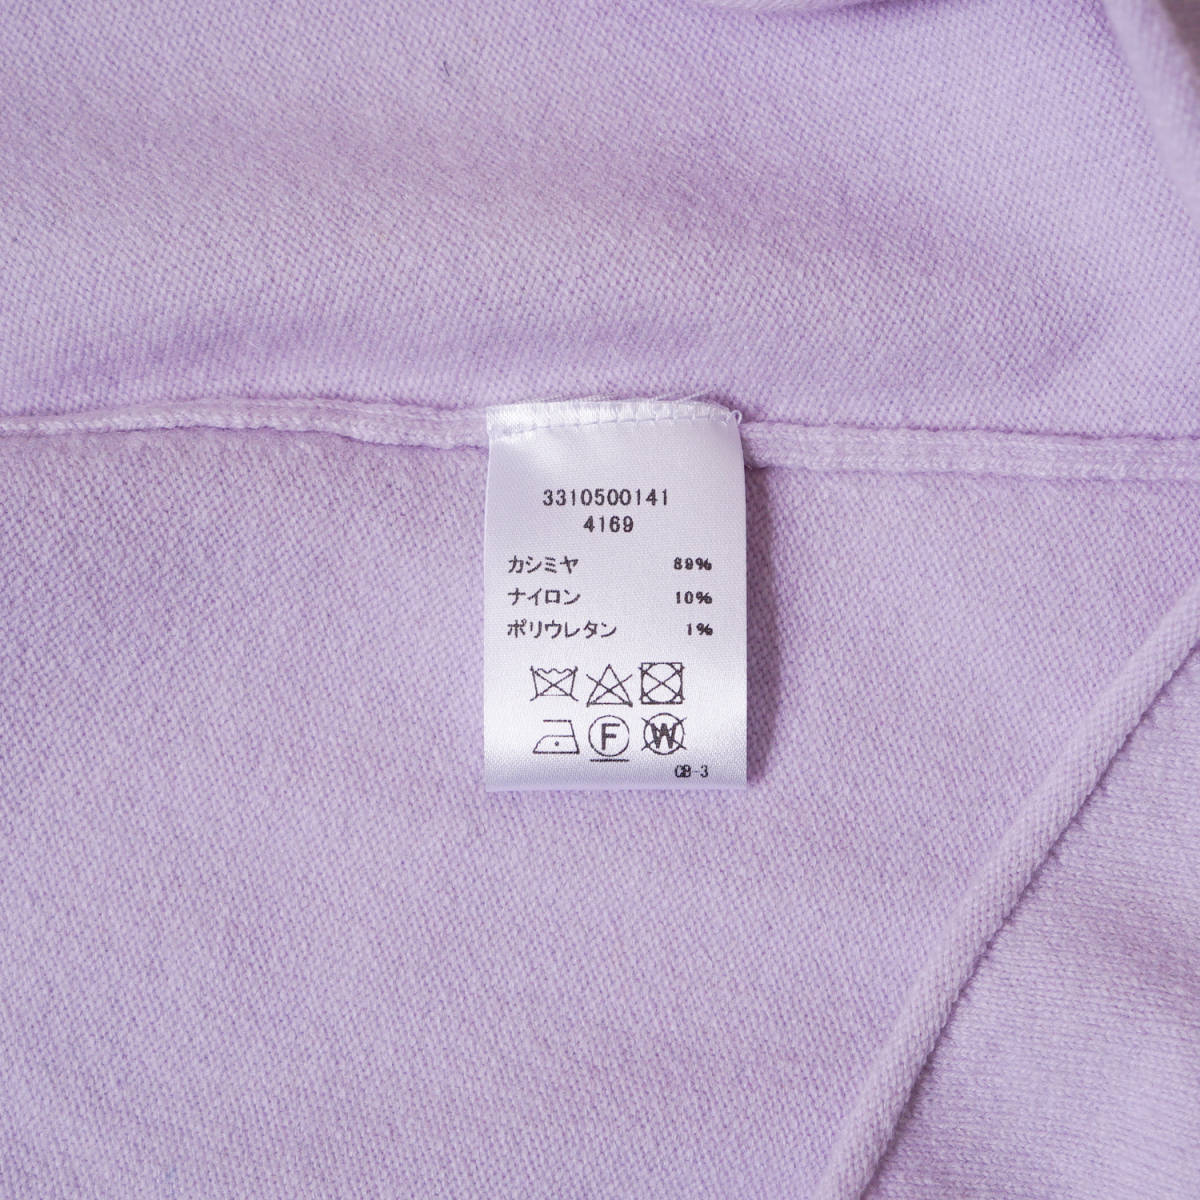 3310500141
4169
カシミヤ 89%
ナイロン 10%
ポリウレタン 1%
F W
GB-3